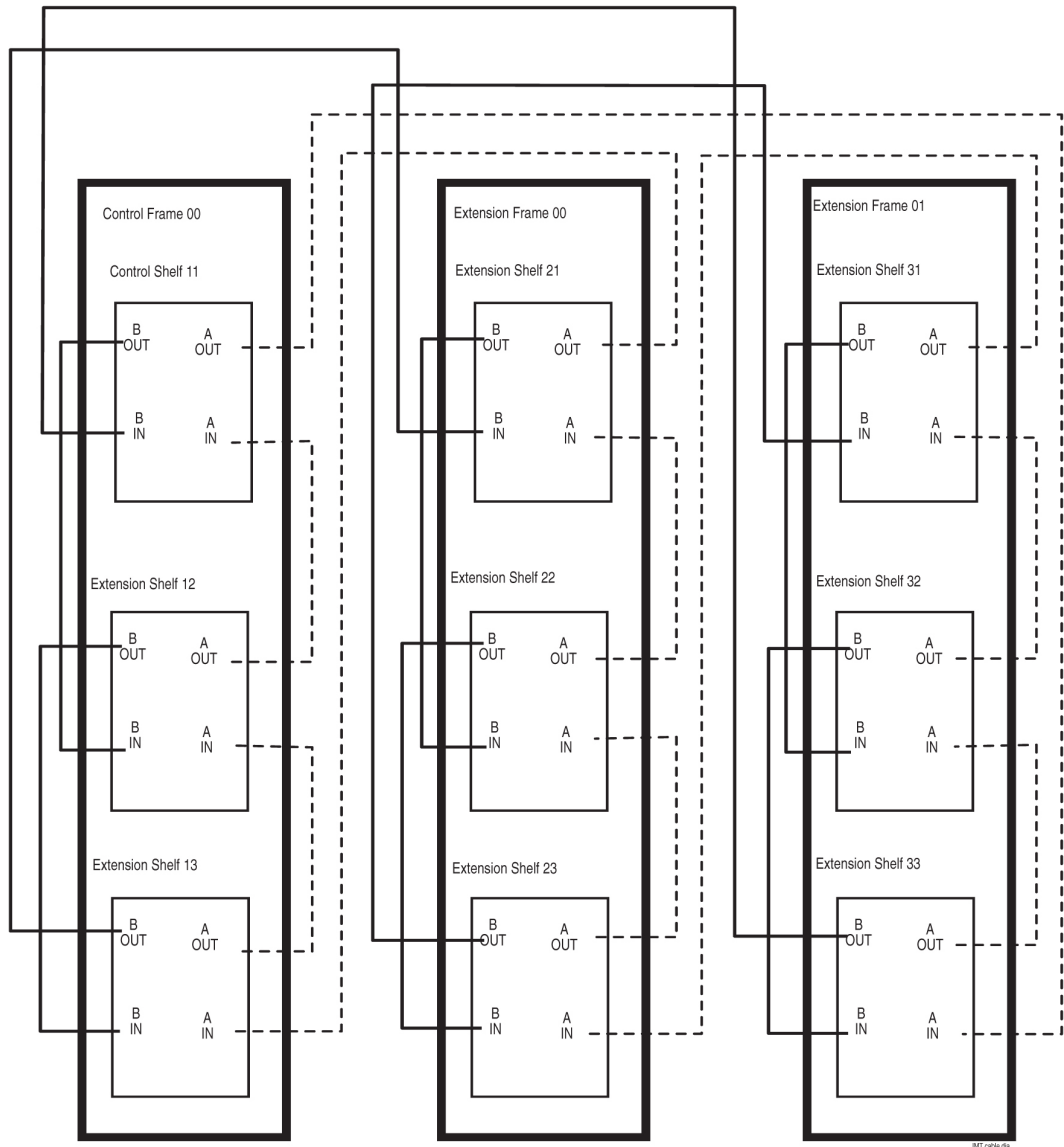 Control Frame 00
Control Shelf 11
B
OUT
A
OUT
B
IN
A
IN
Extension Shelf 12
B
OUT
A
OUT
B
IN
A
IN
Extension Shelf 13
B
OUT
A
OUT
B
IN
A
IN
Extension Frame 00
Extension Shelf 21
B
OUT
A
OUT
B
IN
A
IN
Extension Shelf 22
B
OUT
A
OUT
B
IN
A
IN
Extension Shelf 23
B
OUT
A
OUT
B
IN
A
IN
Extension Frame 01
Extension Shelf 31
B
OUT
A
OUT
B
IN
A
IN
Extension Shelf 32
B
OUT
A
OUT
B
IN
A
IN
Extension Shelf 33
B
OUT
A
OUT
B
IN
A
IN
IMT cable dia